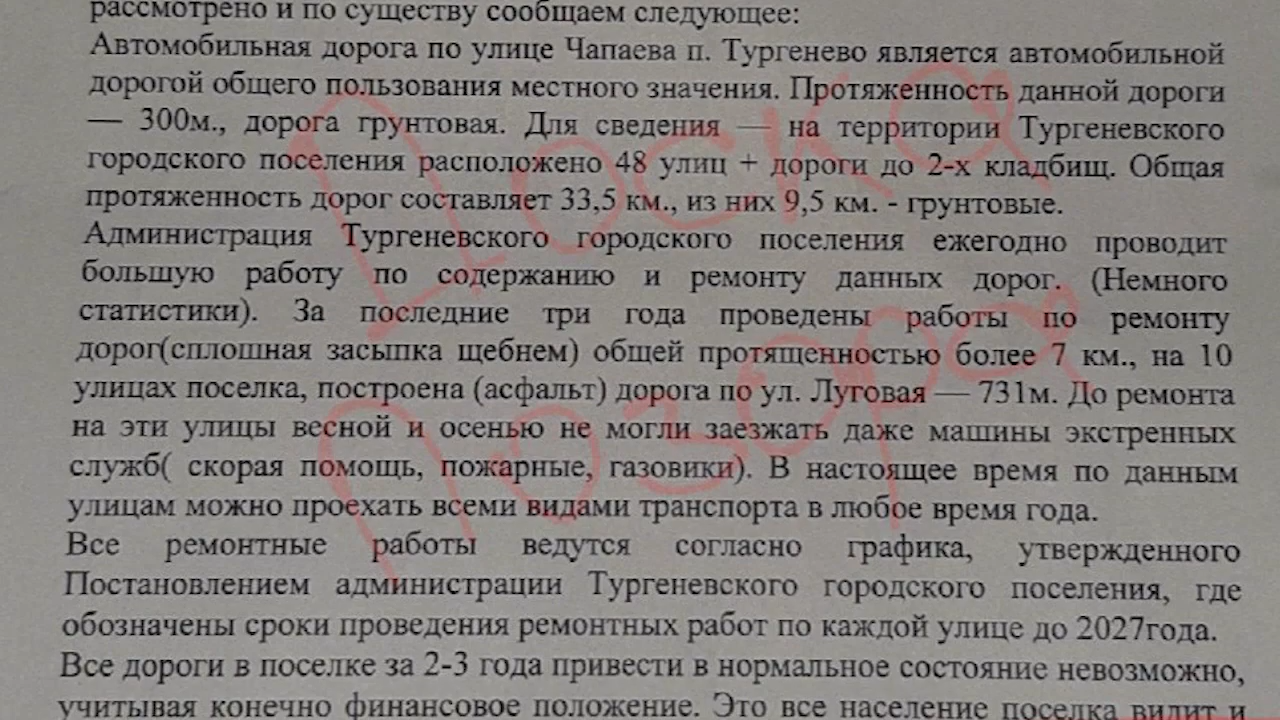 рассмотрено и по существу сообщаем следующее:
Автомобильная дорога по улице Чапаева п. Тургенево является автомобильной
дорогой общего пользования местного значения. Протяженность данной дороги
— 300м., дорога грунтовая. Для сведения — на территории Тургеневского
городского поселения расположено 48 улиц + дороги до 2-х кладбищ. Общая
протяженность дорог составляет 33,5 км., из них 9,5 км. - грунтовые.
Администрация Тургеневского городского поселения ежегодно проводит
большую работу по содержанию и ремонту данных дорог. (Немного
статистики). За последние три года проведены работы по ремонту
дорог(сплошная засыпка щебнем) общей протященностью более 7 км., на 10
улицах поселка, построена (асфальт) дорога по ул. Луговая — 731м. До ремонта
на эти улицы весной и осенью не могли заезжать даже машины экстренных
служб( скорая помощь, пожарные, газовики). В настоящее время по данным
улицам можно проехать всеми видами транспорта в любое время года.
Все ремонтные работы ведутся согласно графика, утвержденного
Постановлением администрации Тургеневского городского поселения, где
обозначены сроки проведения ремонтных работ по каждой улице до 2027года.
Все дороги в поселке за 2-3 года привести в нормальное состояние невозможно,
учитывая конечно финансовое положение. Это все население поселка видит и
Доска
позора